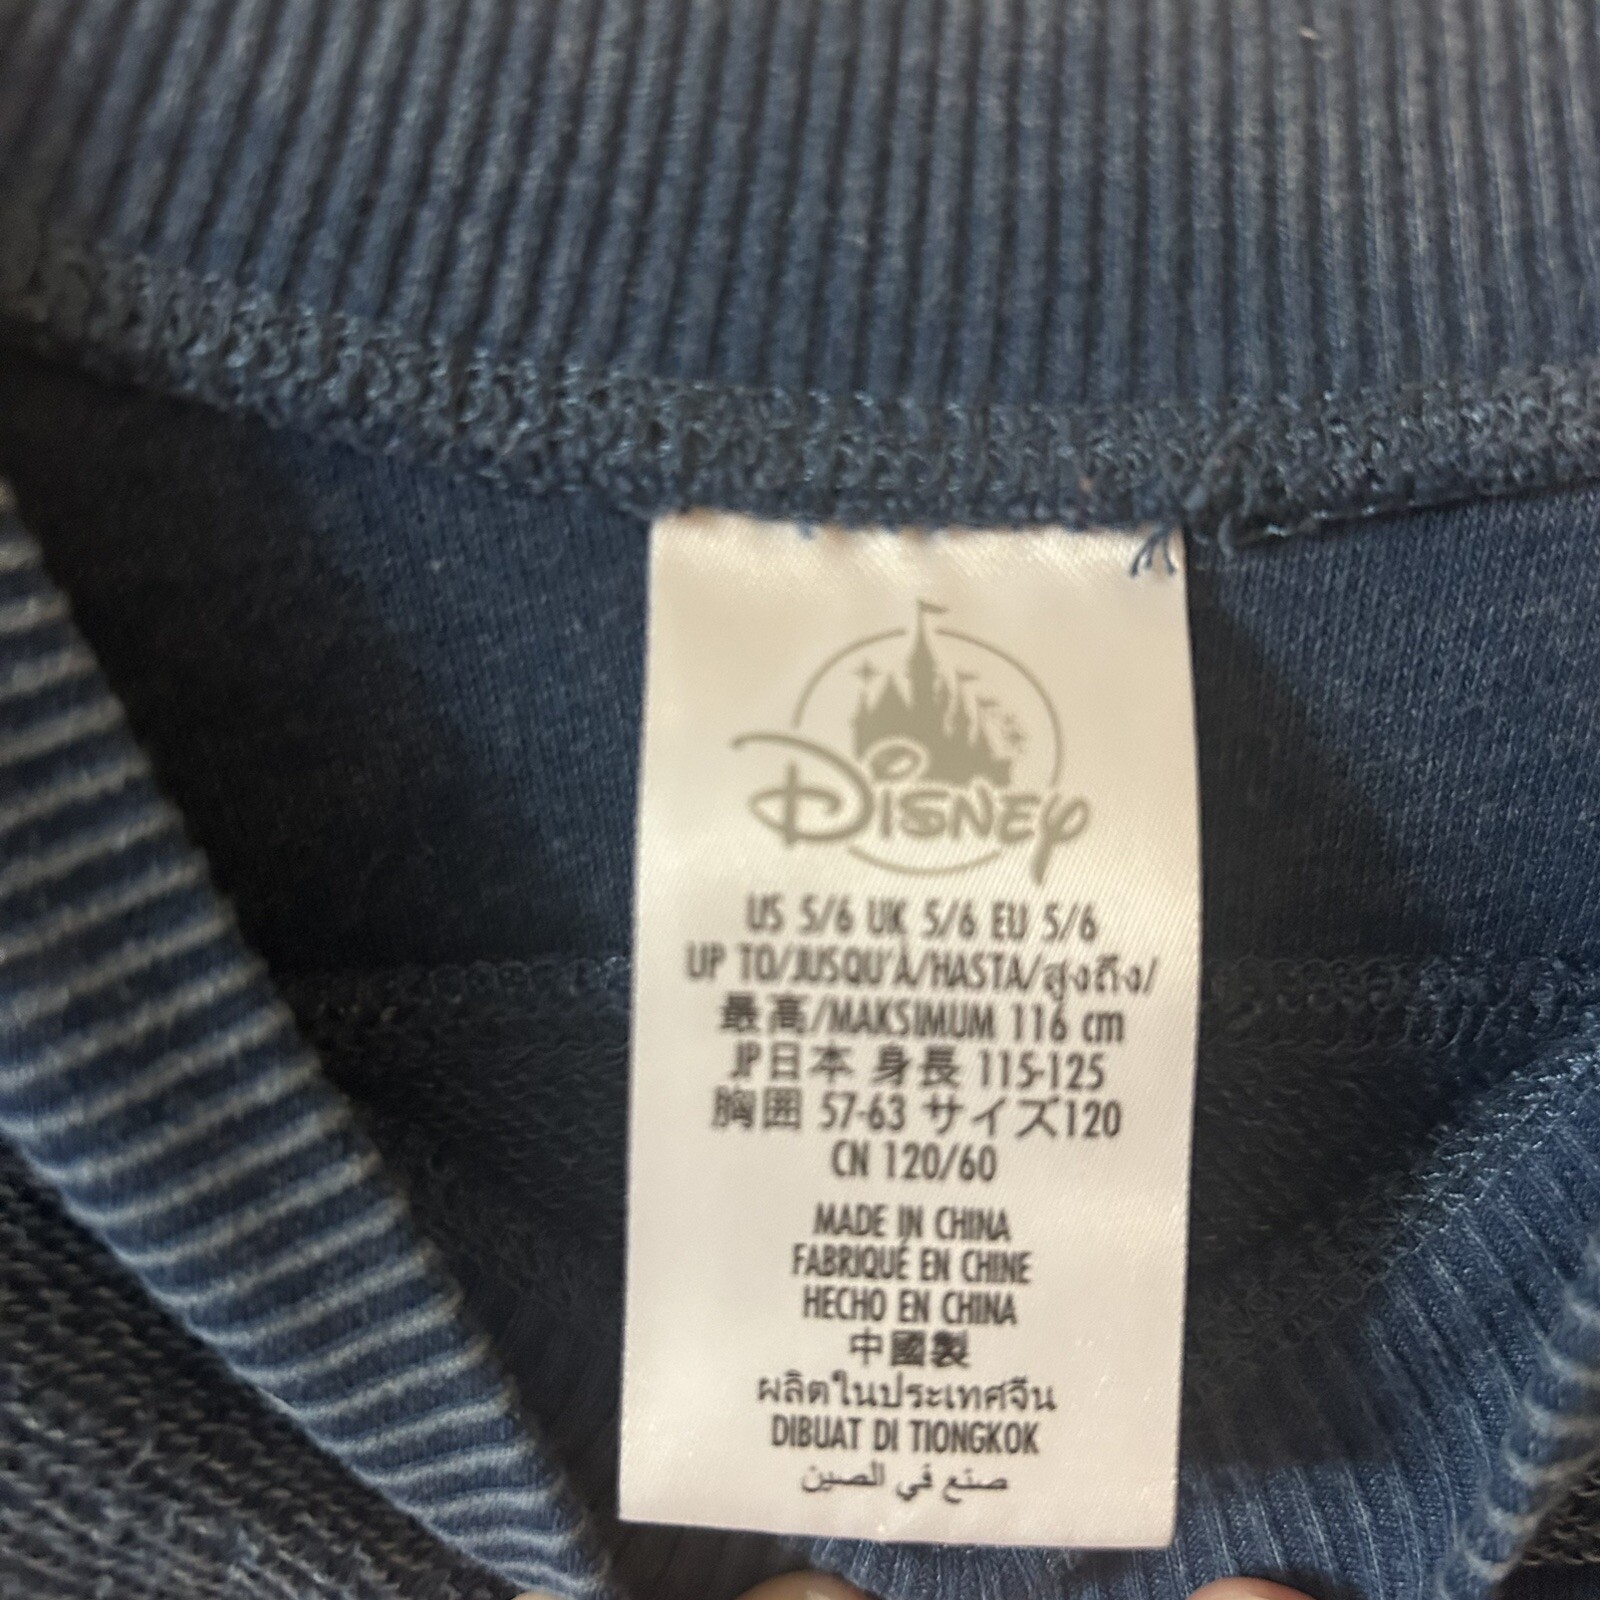 Disney
US 5/6 UK 5/6 EU 5/6
UP TO/JUSQU'À/HASTA/สูงถึง/
最高/MAKSIMUM 116 cm
JP日本 身長 115-125
胸囲 57-63 サイズ120
CN 120/60
MADE IN CHINA
FABRIQUÉ EN CHINE
HECHO EN CHINA
中國製
ผลิตในประเทศจีน
DIBUAT DI TIONGKOK
صنع في الصين